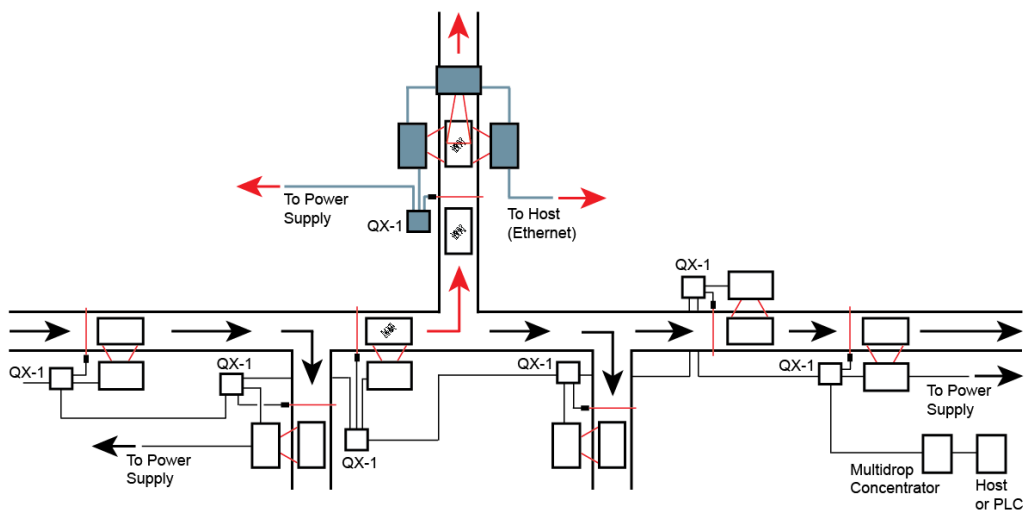 To Power
Supply
QX-1
To Host
(Ethernet)
QX-1
QX-1
QX-1
QX-1
QX-1
QX-1
To Power
Supply
To Power
Supply
Multidrop
Concentrator
Host
or PLC